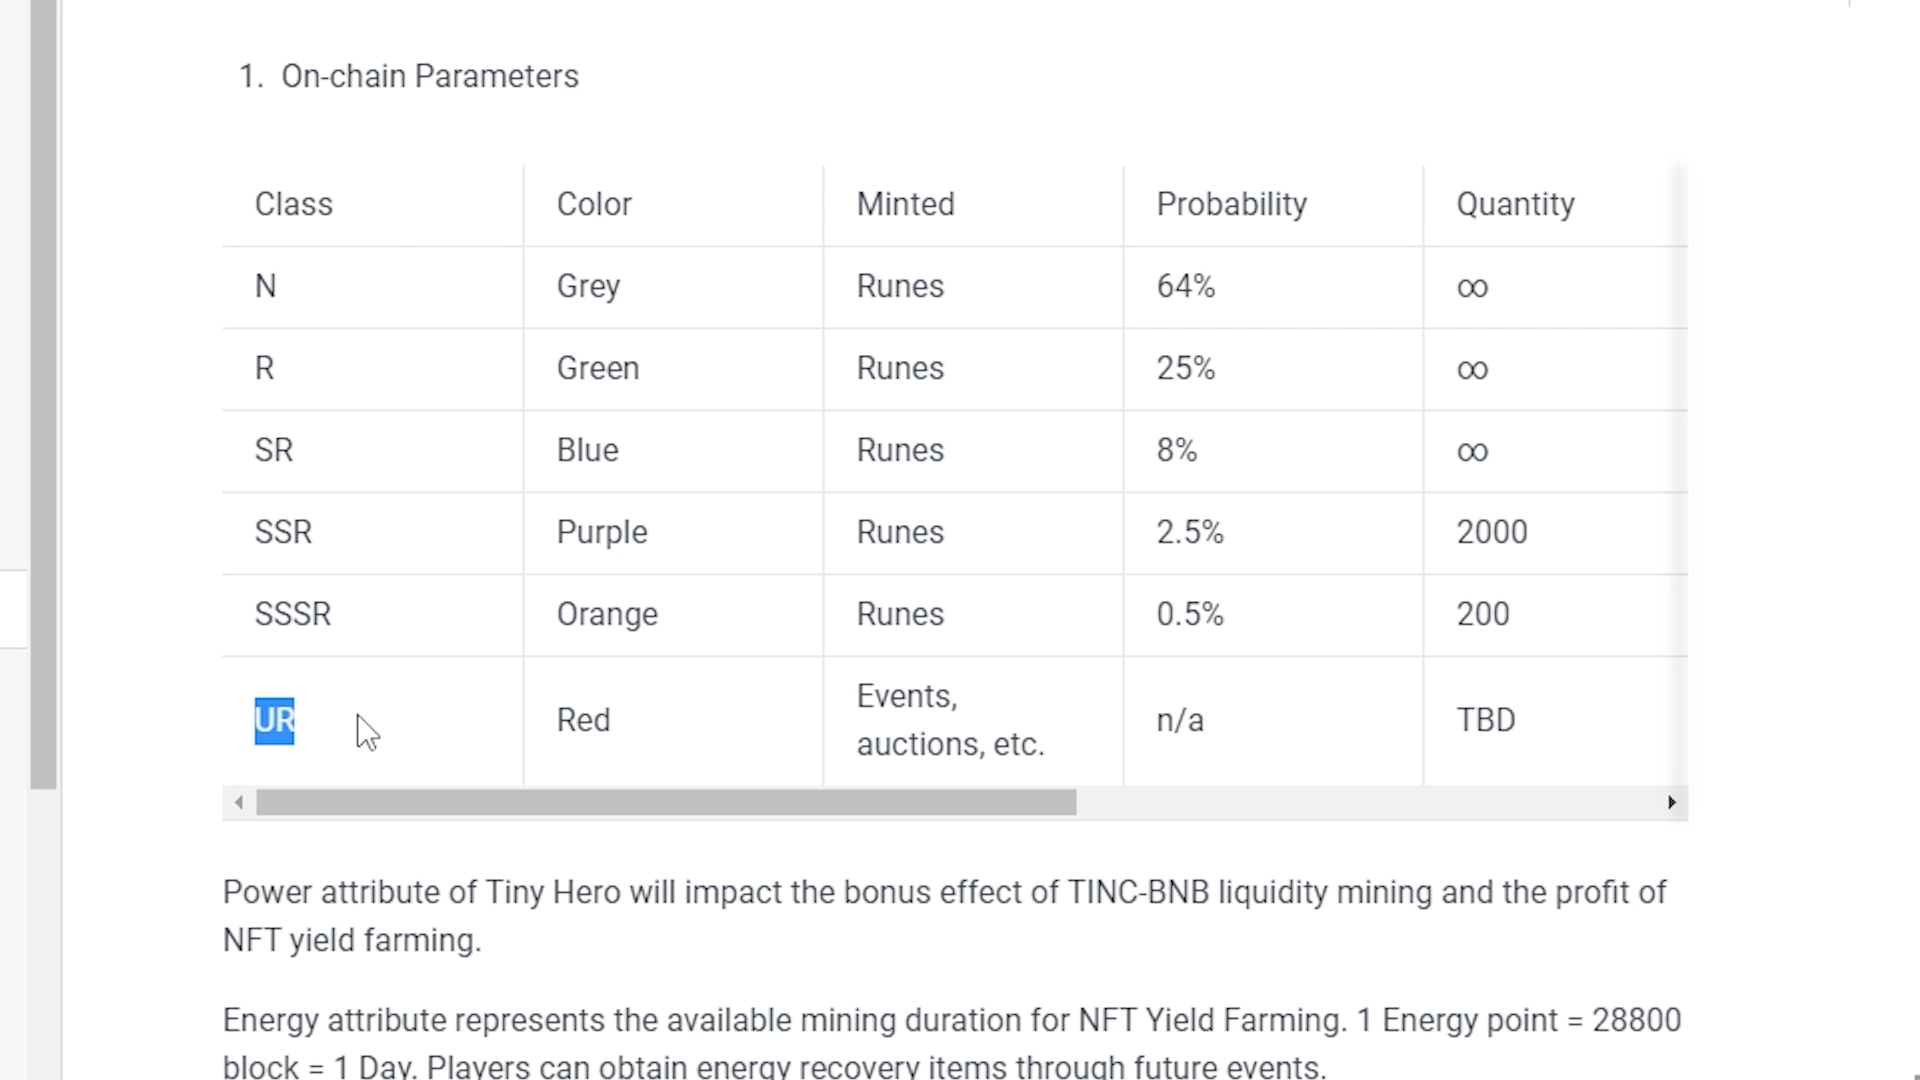 1. On-chain Parameters
Class Color Minted Probability Quantity
N Grey Runes 64% ∞
R Green Runes 25% ∞
SR Blue Runes 8% ∞
SSR Purple Runes 2.5% 2000
SSSR Orange Runes 0.5% 200
UR Red Events, auctions, etc. n/a TBD
Power attribute of Tiny Hero will impact the bonus effect of TINC-BNB liquidity mining and the profit of
NFT yield farming.
Energy attribute represents the available mining duration for NFT Yield Farming. 1 Energy point = 28800
block = 1 Day. Players can obtain energy recovery items through future events.